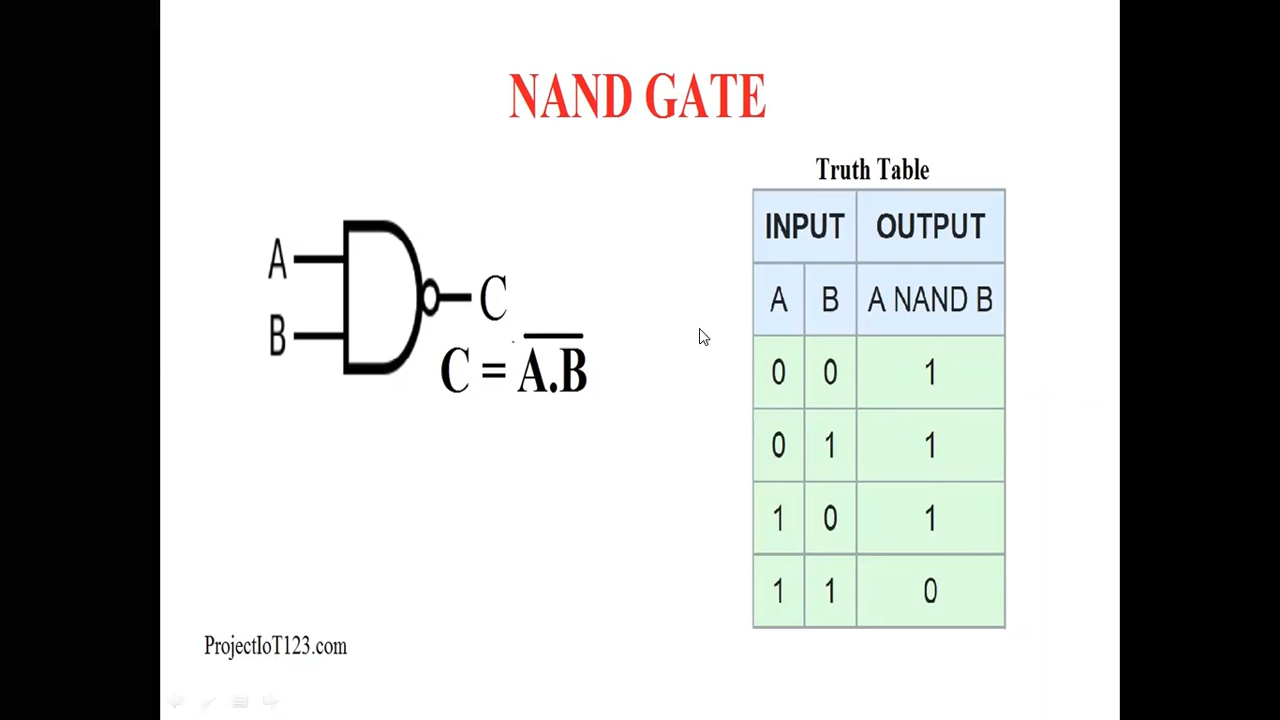 NAND GATE
A
B
C
C = A.B
Truth Table
INPUT OUTPUT
A B A NAND B
0 0 1
0 1 1
1 0 1
1 1 0
ProjectIoT123.com